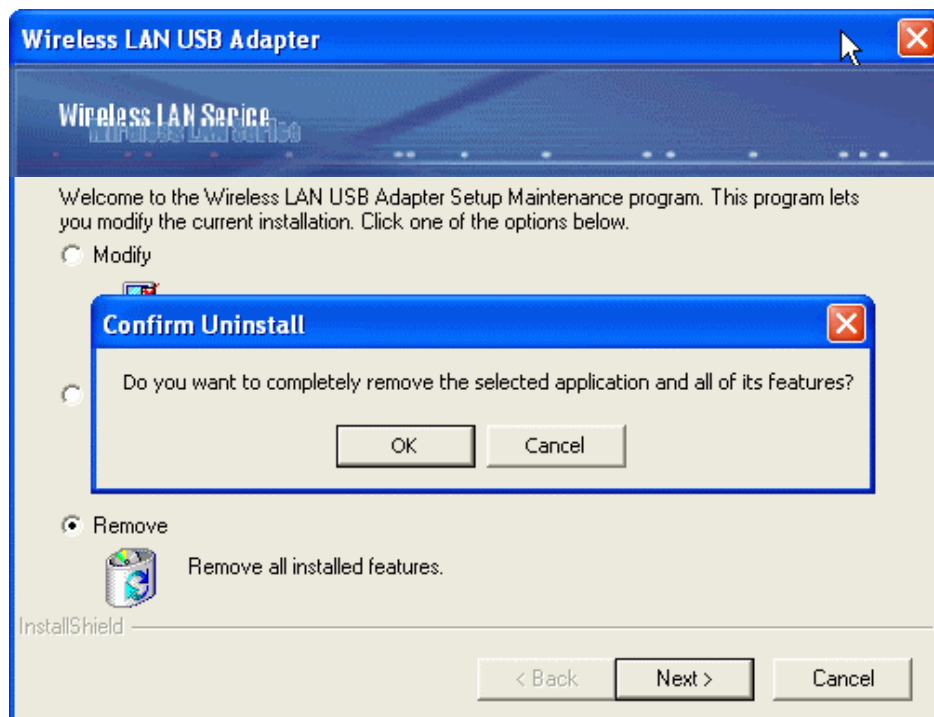 Wireless LAN USB Adapter
Wireless LAN Serice
Wireless LAN Serice
Welcome to the Wireless LAN USB Adapter Setup Maintenance program. This program lets
you modify the current installation. Click one of the options below.
Modify
Confirm Uninstall
Do you want to completely remove the selected application and all of its features?
OK
Cancel
Remove
Remove all installed features.
InstallShield
< Back
Next >
Cancel